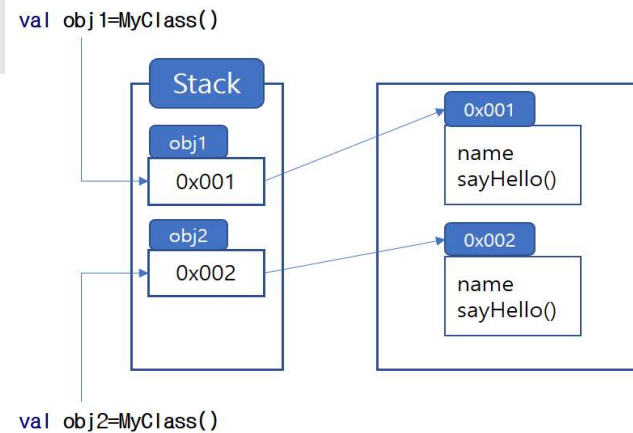 val obj1=MyClass()
Stack
obj1
0x001
obj2
0x002
0x001
name
sayHello()
0x002
name
sayHello()
val obj2=MyClass()